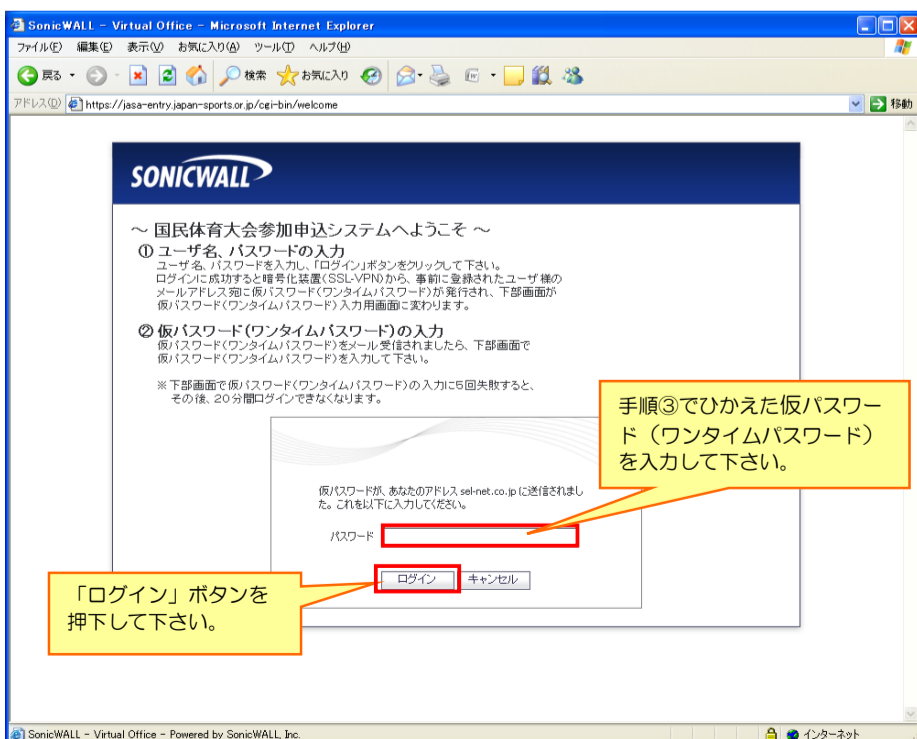 SonicWALL - Virtual Office - Microsoft Internet Explorer
ファイル(F) 編集(E) 表示(V) お気に入り(A) ツール(T) ヘルプ(H)
戻る 検索 お気に入り
アドレス(D) https://jasa-entry.japan-sports.or.jp/cgi-bin/welcome 移動
SONICWALL
~ 国民体育大会参加申込システムへようこそ ~
① ユーザ名、パスワードの入力
ユーザ名、パスワードを入力し、「ログイン」ボタンをクリックして下さい。
ログインに成功すると暗号化装置(SSL-VPN)から、事前に登録されたユーザ様の
メールアドレス宛に仮パスワード(ワンタイムパスワード)が発行され、下部画面が
仮パスワード(ワンタイムパスワード)入力用画面に変わります。
② 仮パスワード(ワンタイムパスワード)の入力
仮パスワード(ワンタイムパスワード)をメール受信されましたら、下部画面で
仮パスワード(ワンタイムパスワード)を入力して下さい。
※下部画面で仮パスワード(ワンタイムパスワード)の入力に5回失敗すると、
その後、20分間ログインできなくなります。
手順③でひかえた仮パスワー
ド(ワンタイムパスワード)
を入力して下さい。
仮パスワードが、あなたのアドレス sel-net.co.jp に送信されまし
た。これを以下に入力してください。
パスワード
ログイン キャンセル
「ログイン」ボタンを
押下して下さい。
SonicWALL - Virtual Office - Powered by SonicWALL, Inc. インターネット